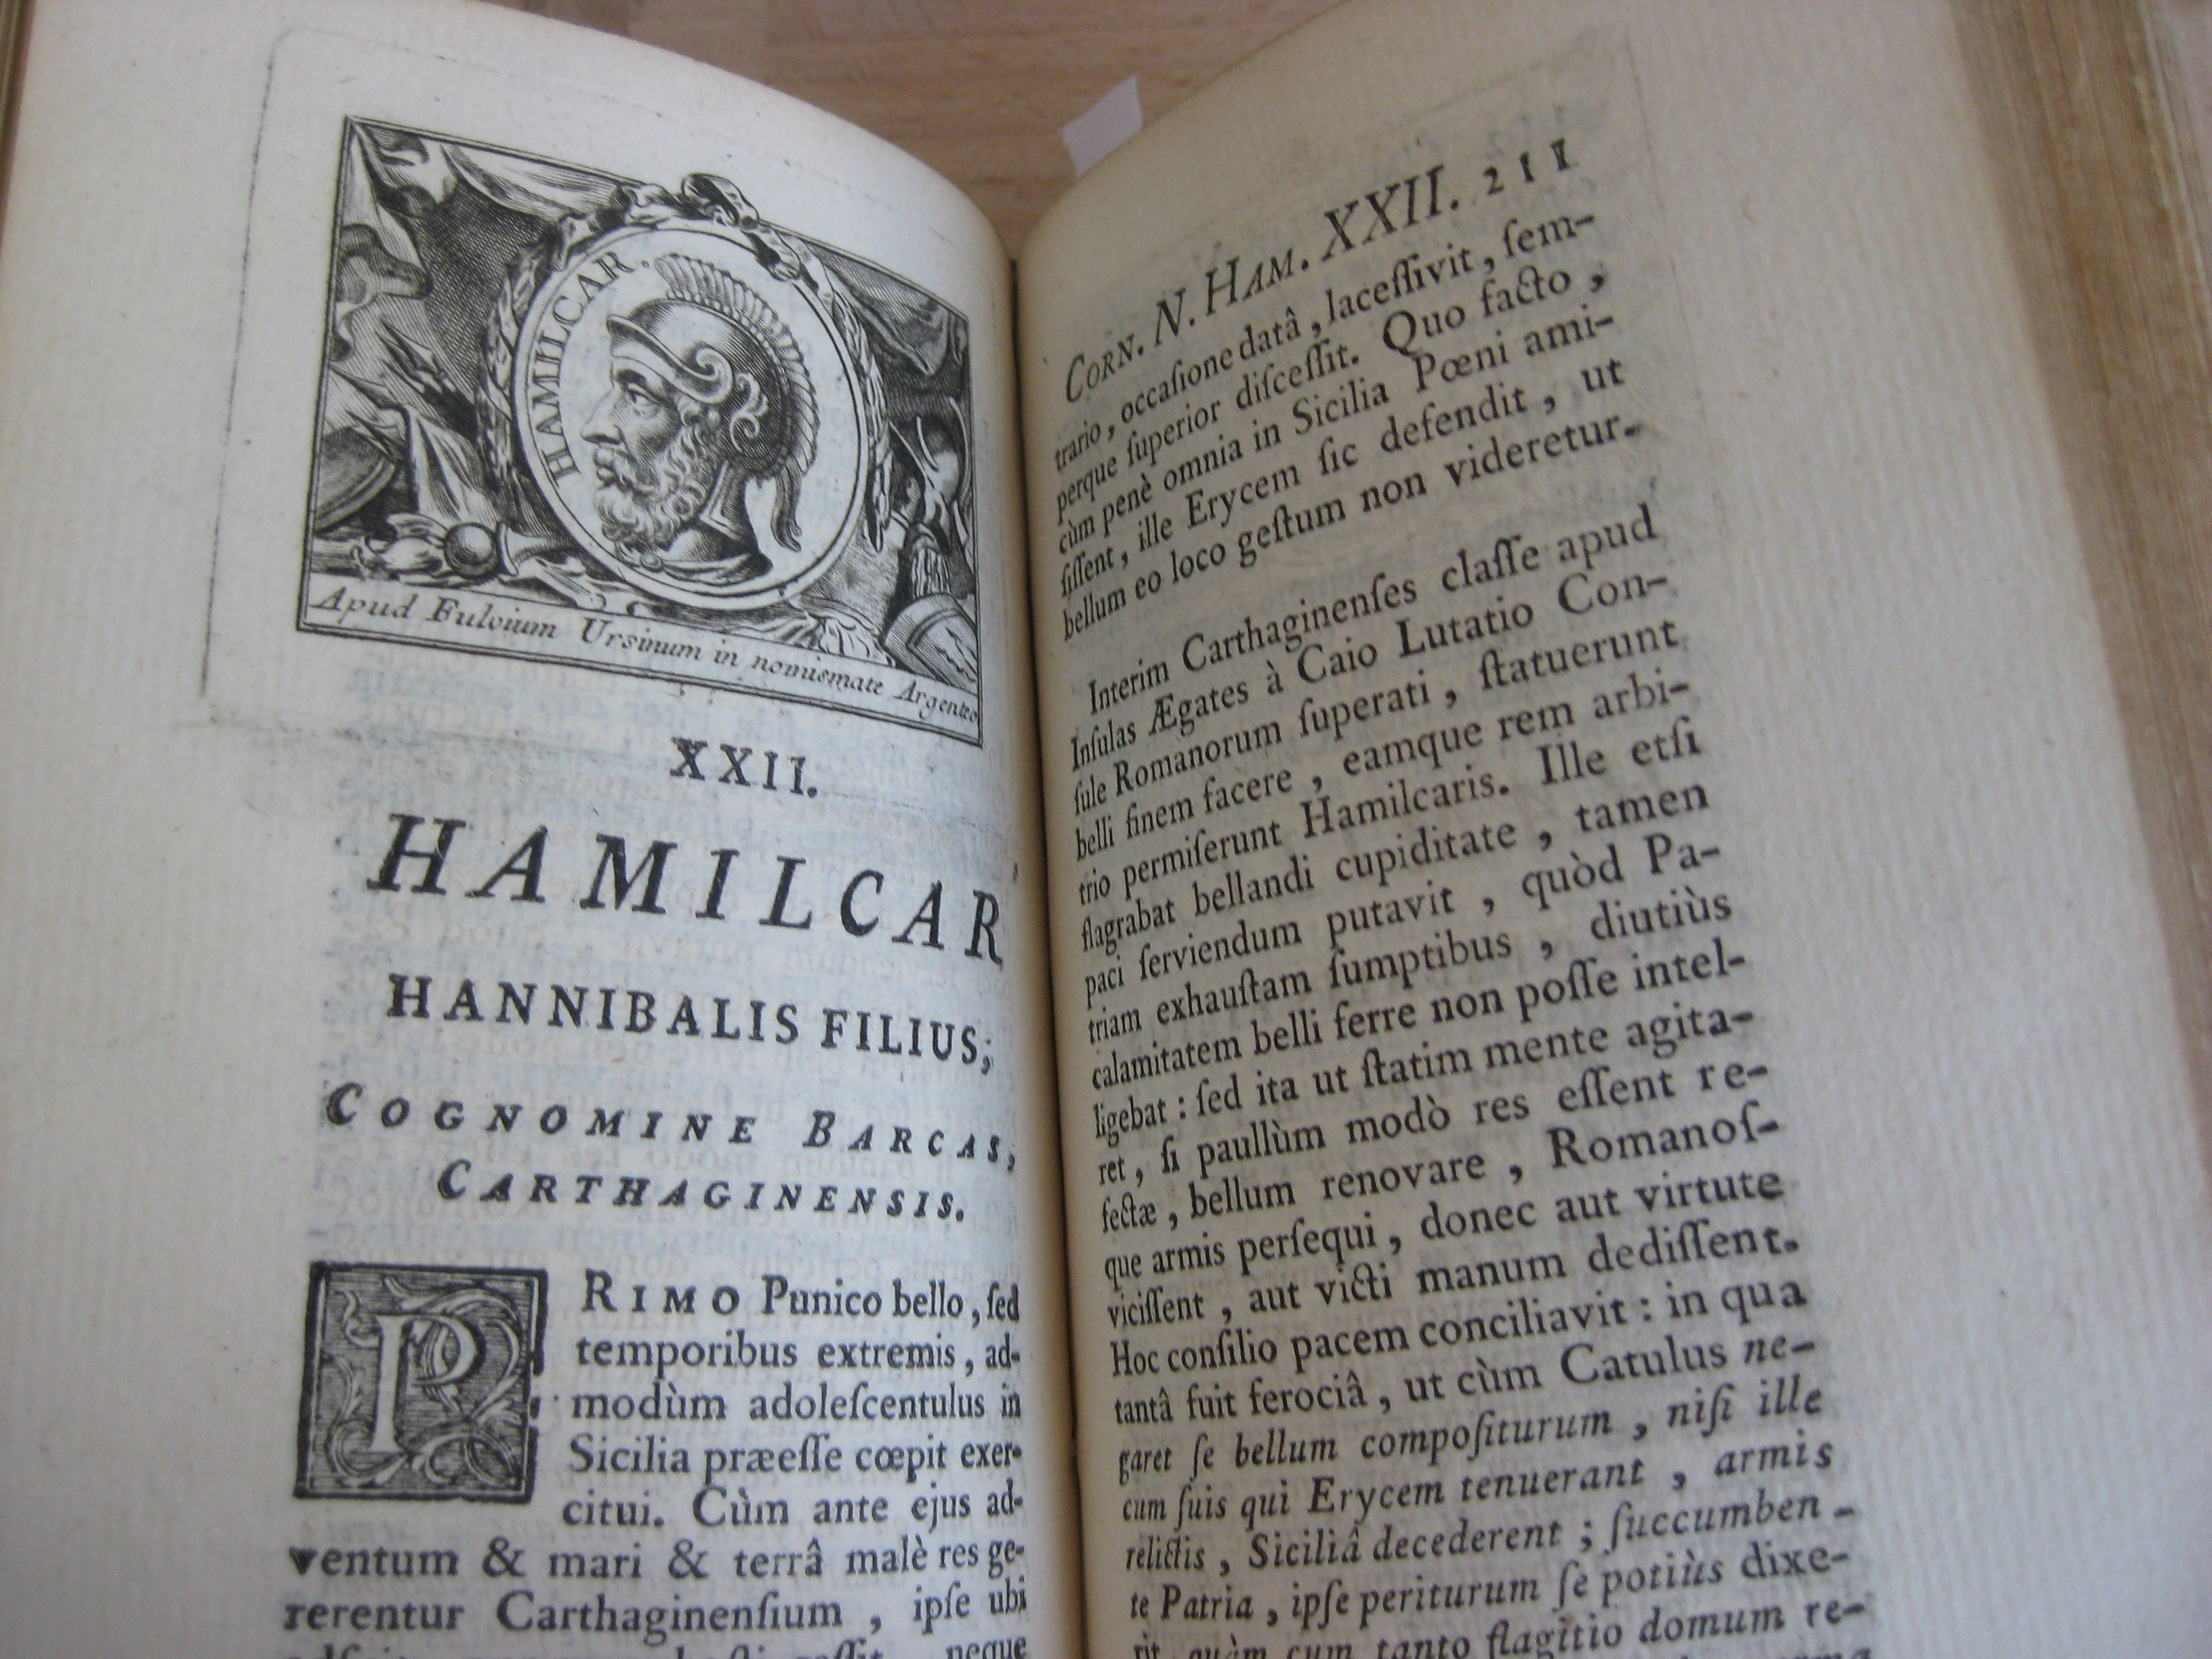 HAMILCAR.
Apud Fulvium Ursinum in nomismate Argenteo
XXII.
HAMILCAR
HANNIBALIS FILIUS,
COGNOMINE BARCAS,
CARTHAGINENSIS.
PRIMO Punico bello, ſed
temporibus extremis, ad-
modùm adoleſcentulus in
Sicilia præeſſe cœpit exer-
citui. Cùm ante ejus ad-
ventum & mari & terrâ malè res ge-
rerentur Carthaginenſium, ipſe ubi
neque
CORN. N. HAM. XXII. 211
trario, occaſione datâ, laceſſivit, ſem-
perque ſuperior diſceſſit. Quo facto,
cùm penè omnia in Sicilia Pœni ami-
ſiſſent, ille Erycem ſic defendit, ut
bellum eo loco geſtum non videretur.
Interim Carthaginenſes claſſe apud
Inſulas Ægates à Caio Lutatio Con-
ſule Romanorum ſuperati, ſtatuerunt
belli finem facere, eamque rem arbi-
trio permiſerunt Hamilcaris. Ille etſi
flagrabat bellandi cupiditate, tamen
paci ſerviendum putavit, quòd Pa-
triam exhauſtam ſumptibus, diutiùs
calamitatem belli ferre non poſſe intel-
ligebat: ſed ita ut ſtatim mente agita-
ret, ſi paullùm modò res eſſent re-
fectæ, bellum renovare, Romanoſ-
que armis perſequi, donec aut virtute
viciſſent, aut victi manum dediſſent.
Hoc conſilio pacem conciliavit: in qua
tantâ fuit ferociâ, ut cùm Catulus ne-
garet ſe bellum compoſiturum, niſi ille
cum ſuis qui Erycem tenuerant, armis
relictis, Siciliâ decederent; ſuccumben-
te Patria, ipſe periturum ſe potiùs dixe-
rit, quàm cum tanto flagitio domum re-